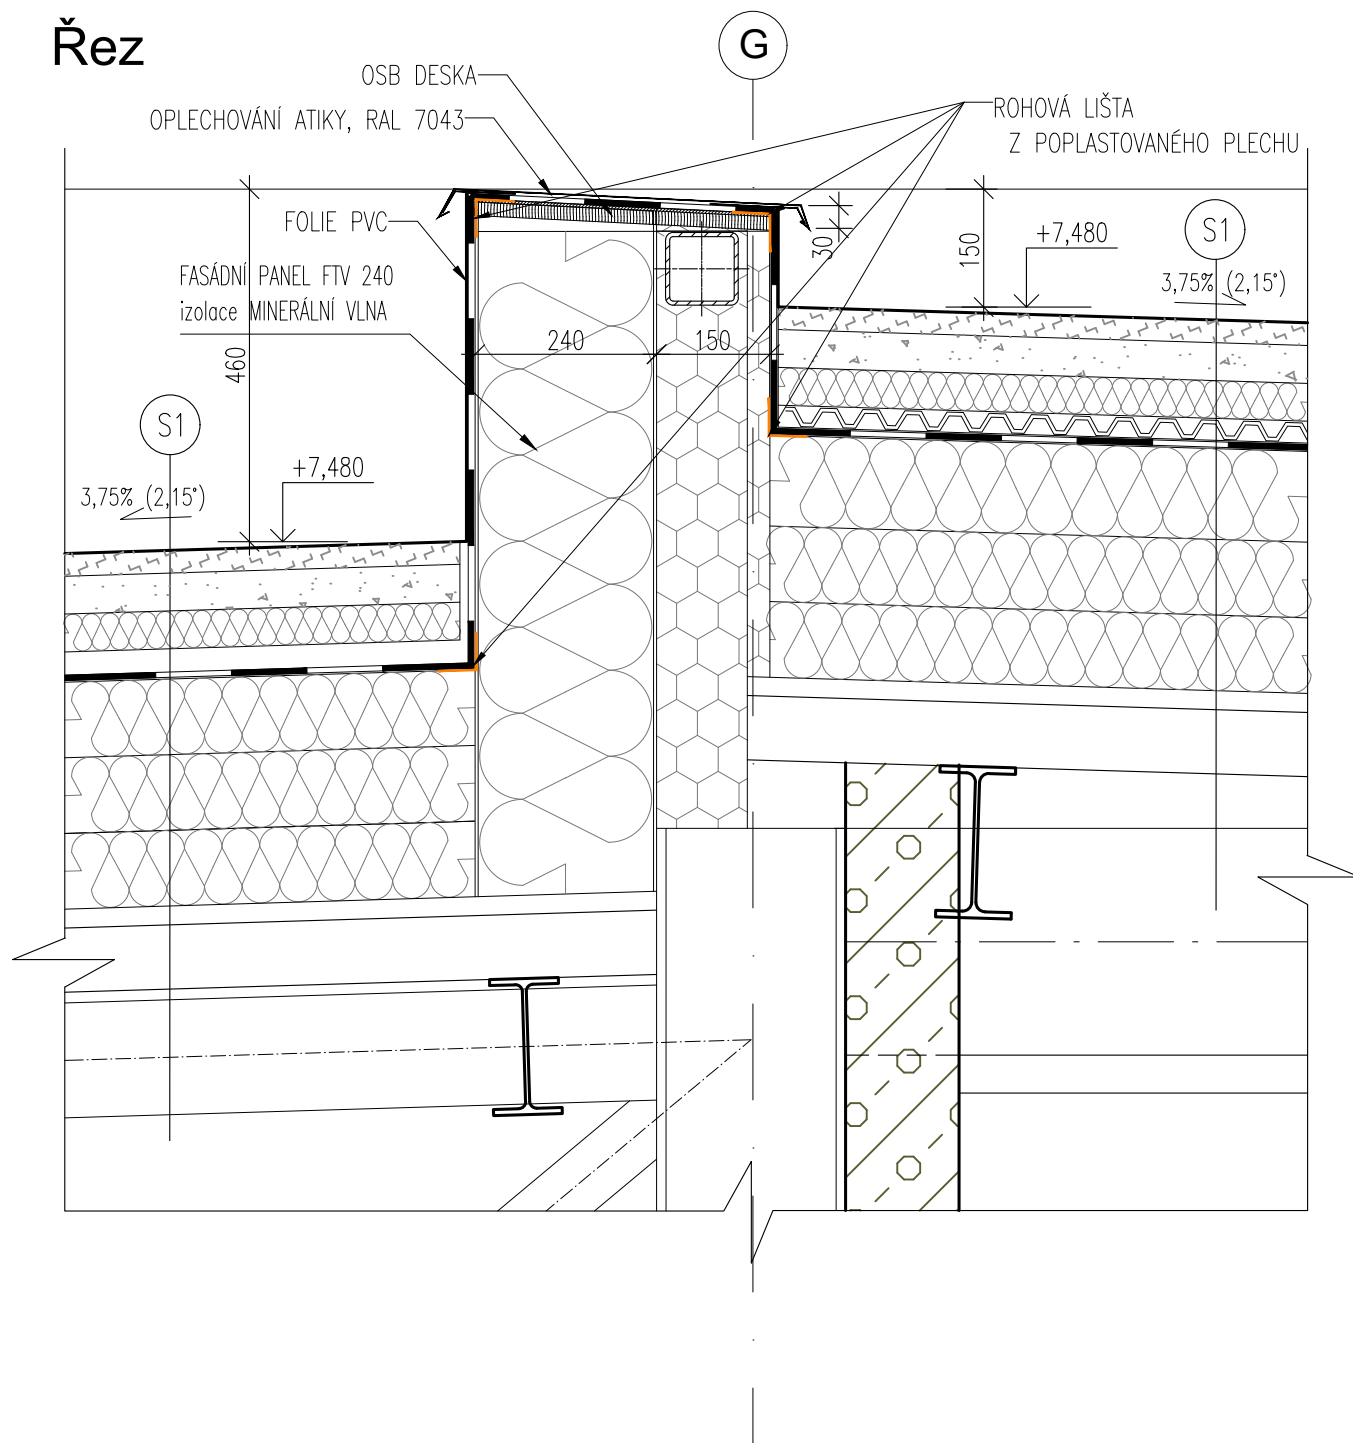 Řez
G
OSB DESKA
OPLECHOVÁNÍ ATIKY, RAL 7043
ROHOVÁ LIŠTA
Z POPLASTOVANÉHO PLECHU
FOLIE PVC
FASÁDNÍ PANEL FTV 240
izolace MINERÁLNÍ VLNA
460
240
150
30
150
+7,480
S1
3,75% (2,15°)
S1
+7,480
3,75% (2,15°)